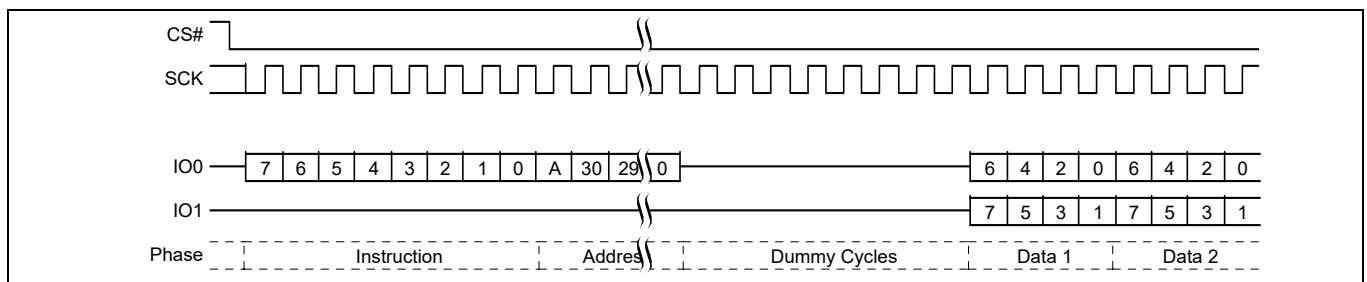 CS#
SCK
IO0 7 6 5 4 3 2 1 0 A 30 29 0 6 4 2 0 6 4 2 0
IO1 7 5 3 1 7 5 3 1
Phase Instruction Addres Dummy Cycles Data 1 Data 2